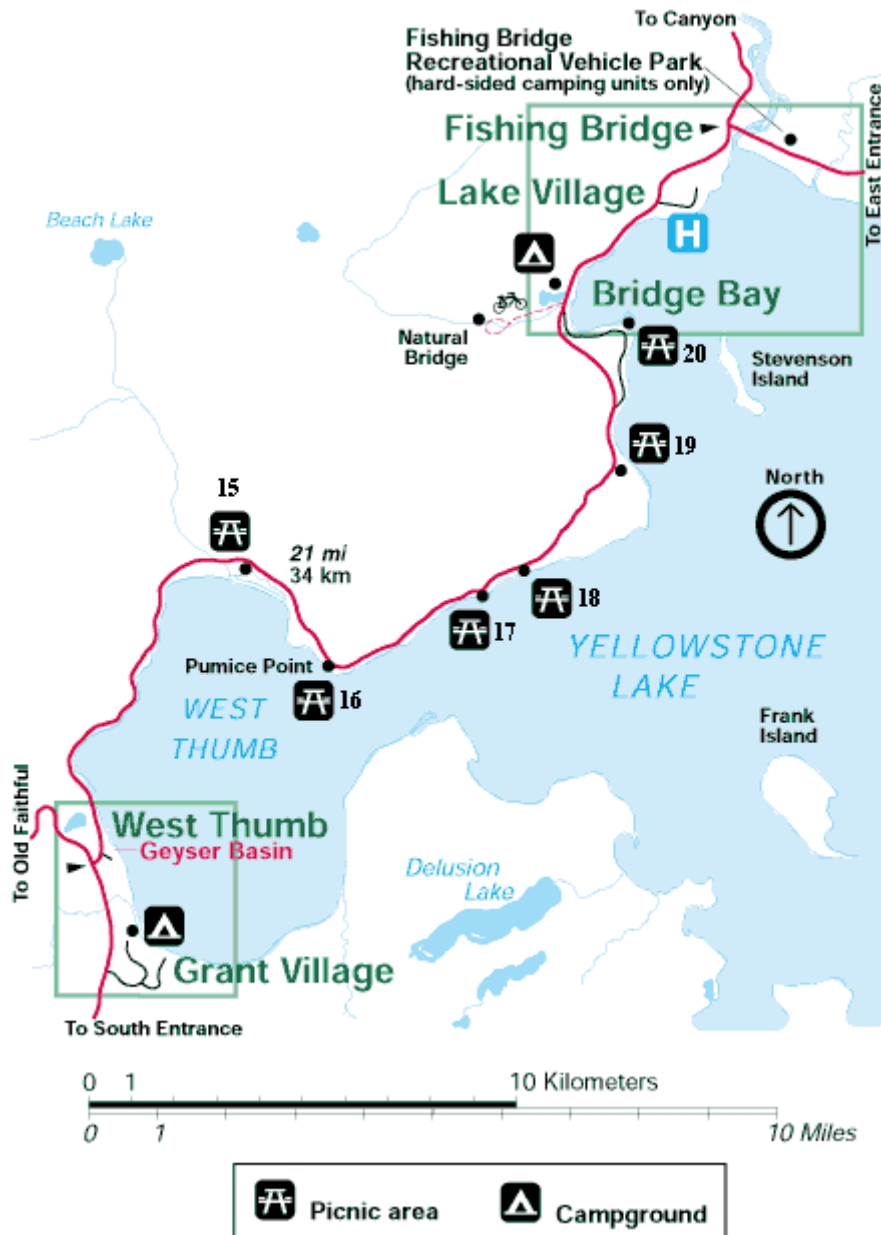 To Canyon
Fishing Bridge
Recreational Vehicle Park
(hard-sided camping units only)
Fishing Bridge
To East Entrance
Lake Village
Beach Lake
H
Bridge Bay
Natural
Bridge
20
Stevenson
Island
19
North
15
21 mi
34 km
18
17
YELLOWSTONE
LAKE
Pumice Point
16
WEST
THUMB
Frank
Island
To Old Faithful
West Thumb
Geyser Basin
Delusion
Lake
Grant Village
To South Entrance
0 1 10 Kilometers
0 1 10 Miles
Picnic area Campground